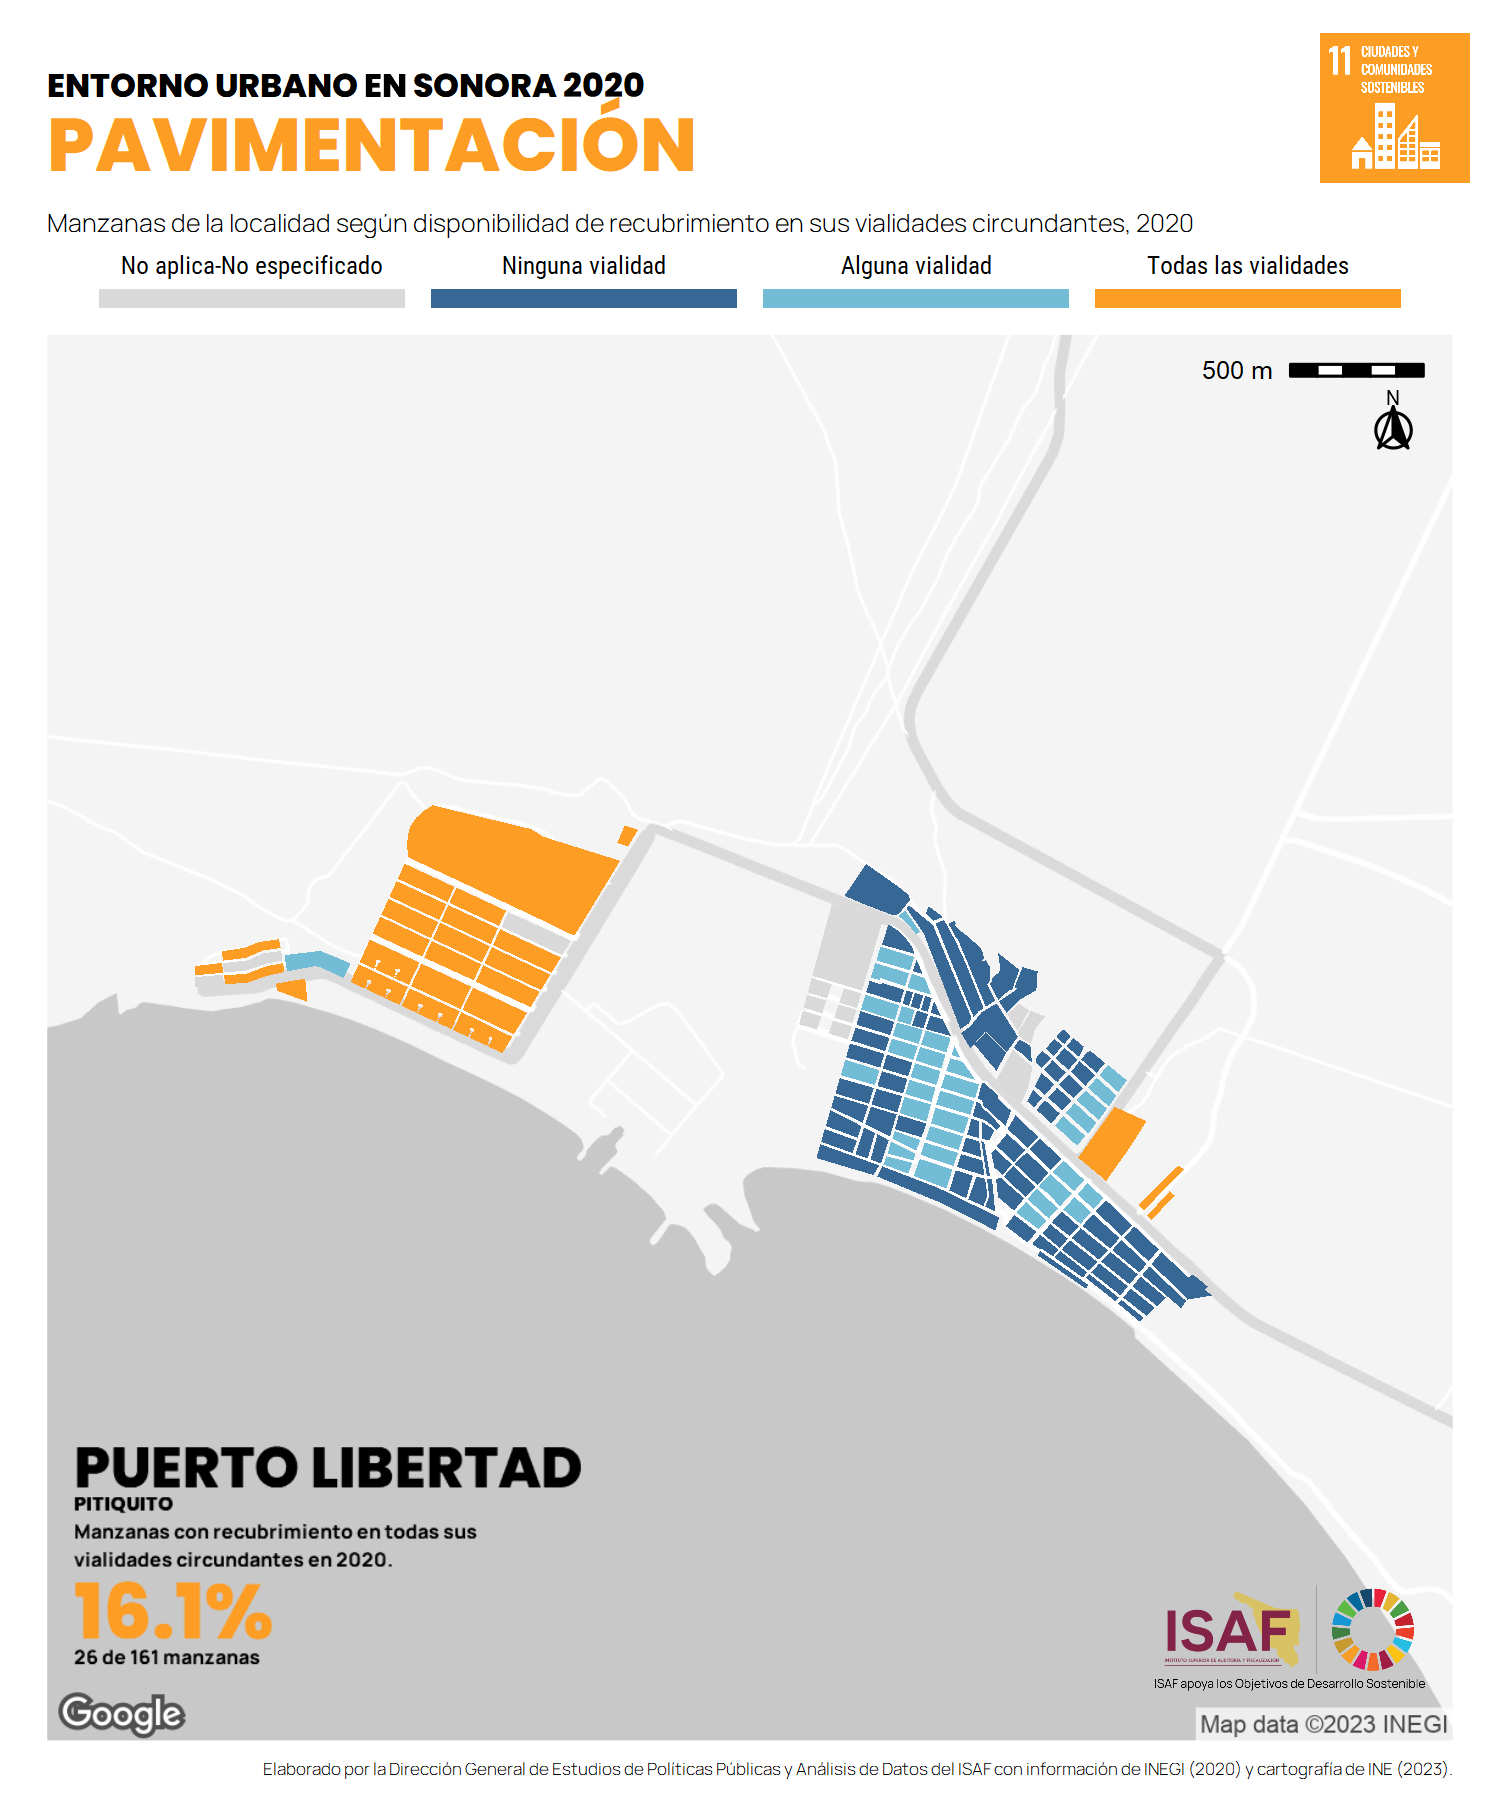 ENTORNO URBANO EN SONORA 2020
PAVIMENTACIÓN
11 CIUDADES Y
COMUNIDADES
SOSTENIBLES
Manzanas de la localidad según disponibilidad de recubrimiento en sus vialidades circundantes, 2020
No aplica-No especificado Ninguna vialidad Alguna vialidad Todas las vialidades
500 m
N
PUERTO LIBERTAD
PITIQUITO
Manzanas con recubrimiento en todas sus
vialidades circundantes en 2020.
16.1%
26 de 161 manzanas
ISAF
INSTITUTO SUPERIOR DE AUDITORÍA Y FISCALIZACIÓN
ISAF apoya los Objetivos de Desarrollo Sostenible
Google
Map data ©2023 INEGI
Elaborado por la Dirección General de Estudios de Políticas Públicas y Análisis de Datos del ISAF con información de INEGI (2020) y cartografía de INE (2023).